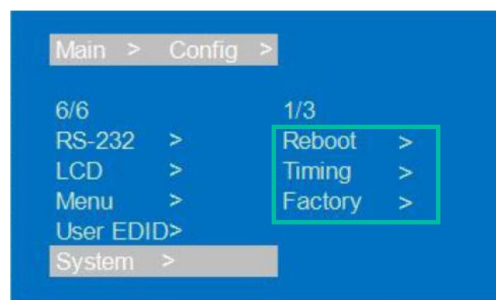 Main > Config >
6/6 1/3
RS-232 > Reboot >
LCD > Timing >
Menu > Factory >
User EDID>
System >